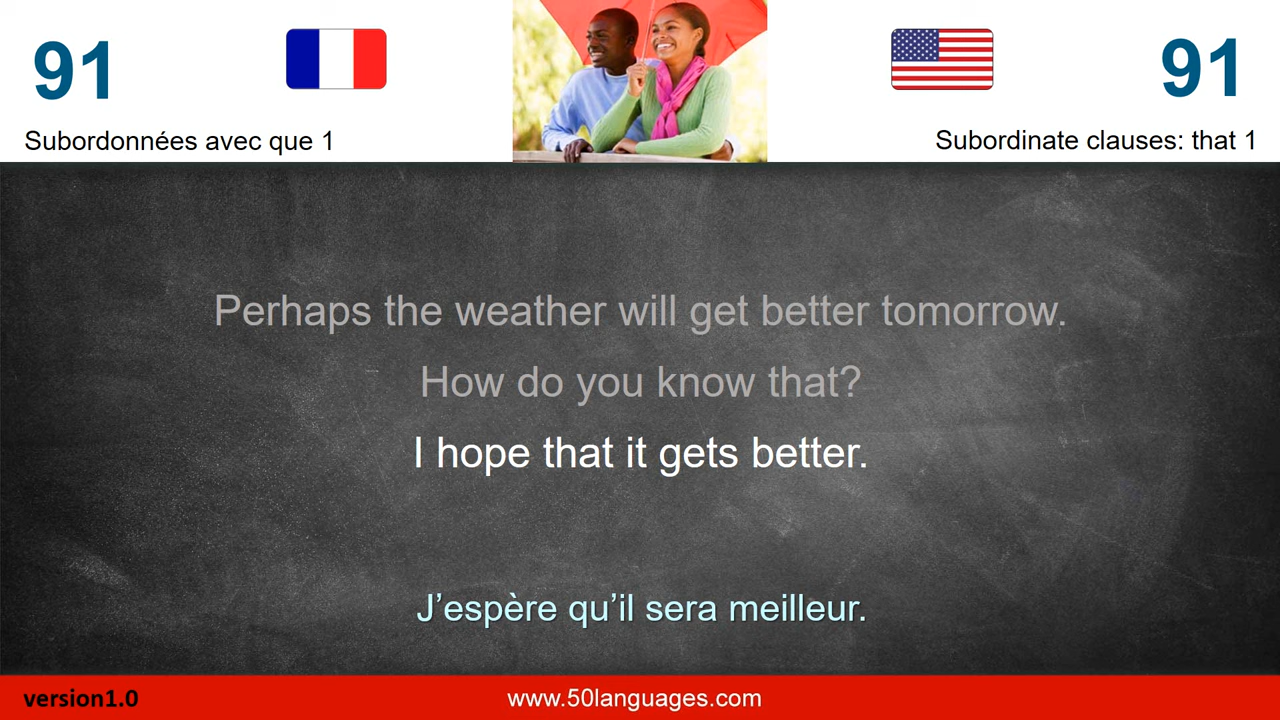 91
91
Subordonnées avec que 1
Subordinate clauses: that 1
Perhaps the weather will get better tomorrow.
How do you know that?
I hope that it gets better.
J’espère qu’il sera meilleur.
version1.0
www.50languages.com